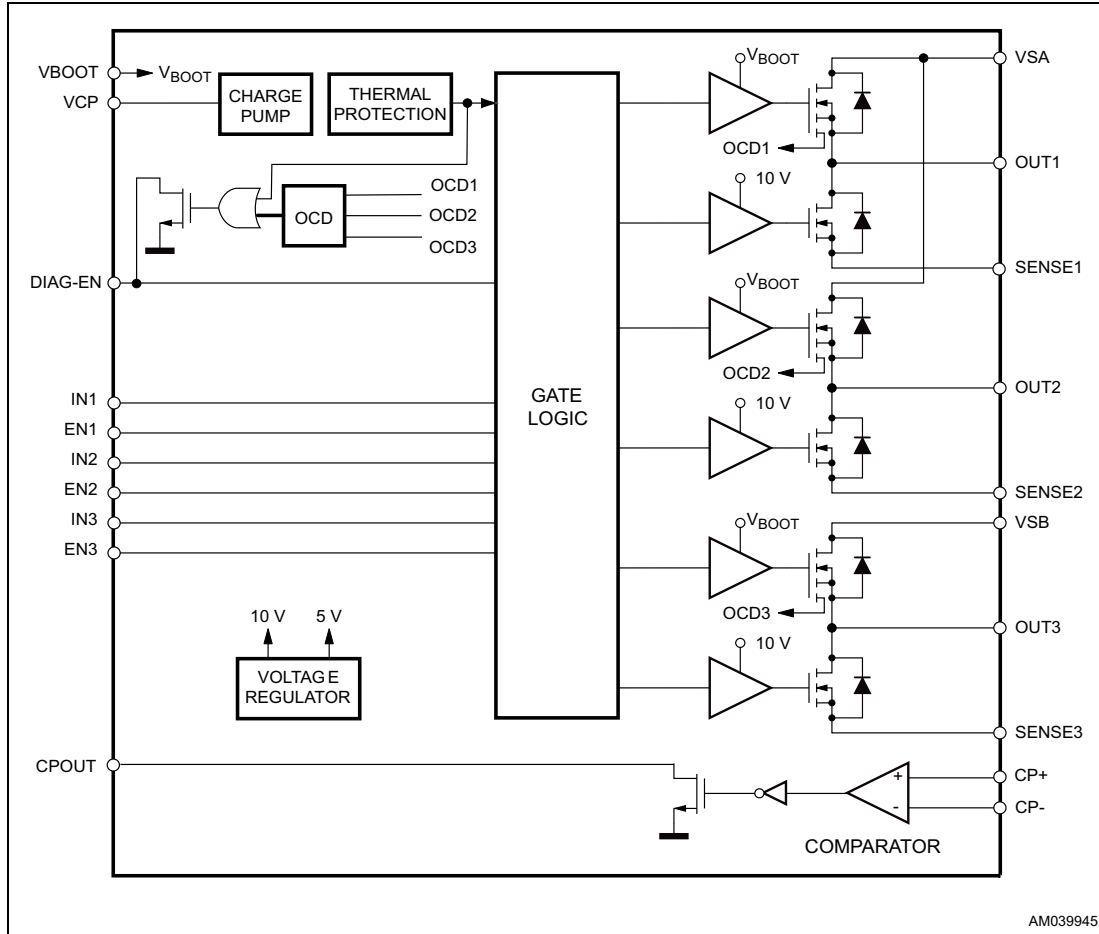 VBOOT
VBOOT
VCP
CHARGE
PUMP
THERMAL
PROTECTION
VBOOT
VSA
OCD1
OUT1
OCD1
OCD
OCD2
OCD3
10 V
DIAG-EN
SENSE1
VBOOT
OCD2
OUT2
IN1
EN1
IN2
EN2
IN3
EN3
GATE
LOGIC
10 V
SENSE2
VBOOT
VSB
OCD3
OUT3
10 V
5 V
VOLTAGE
REGULATOR
10 V
SENSE3
CPOUT
+
-
CP+
CP-
COMPARATOR
AM039945